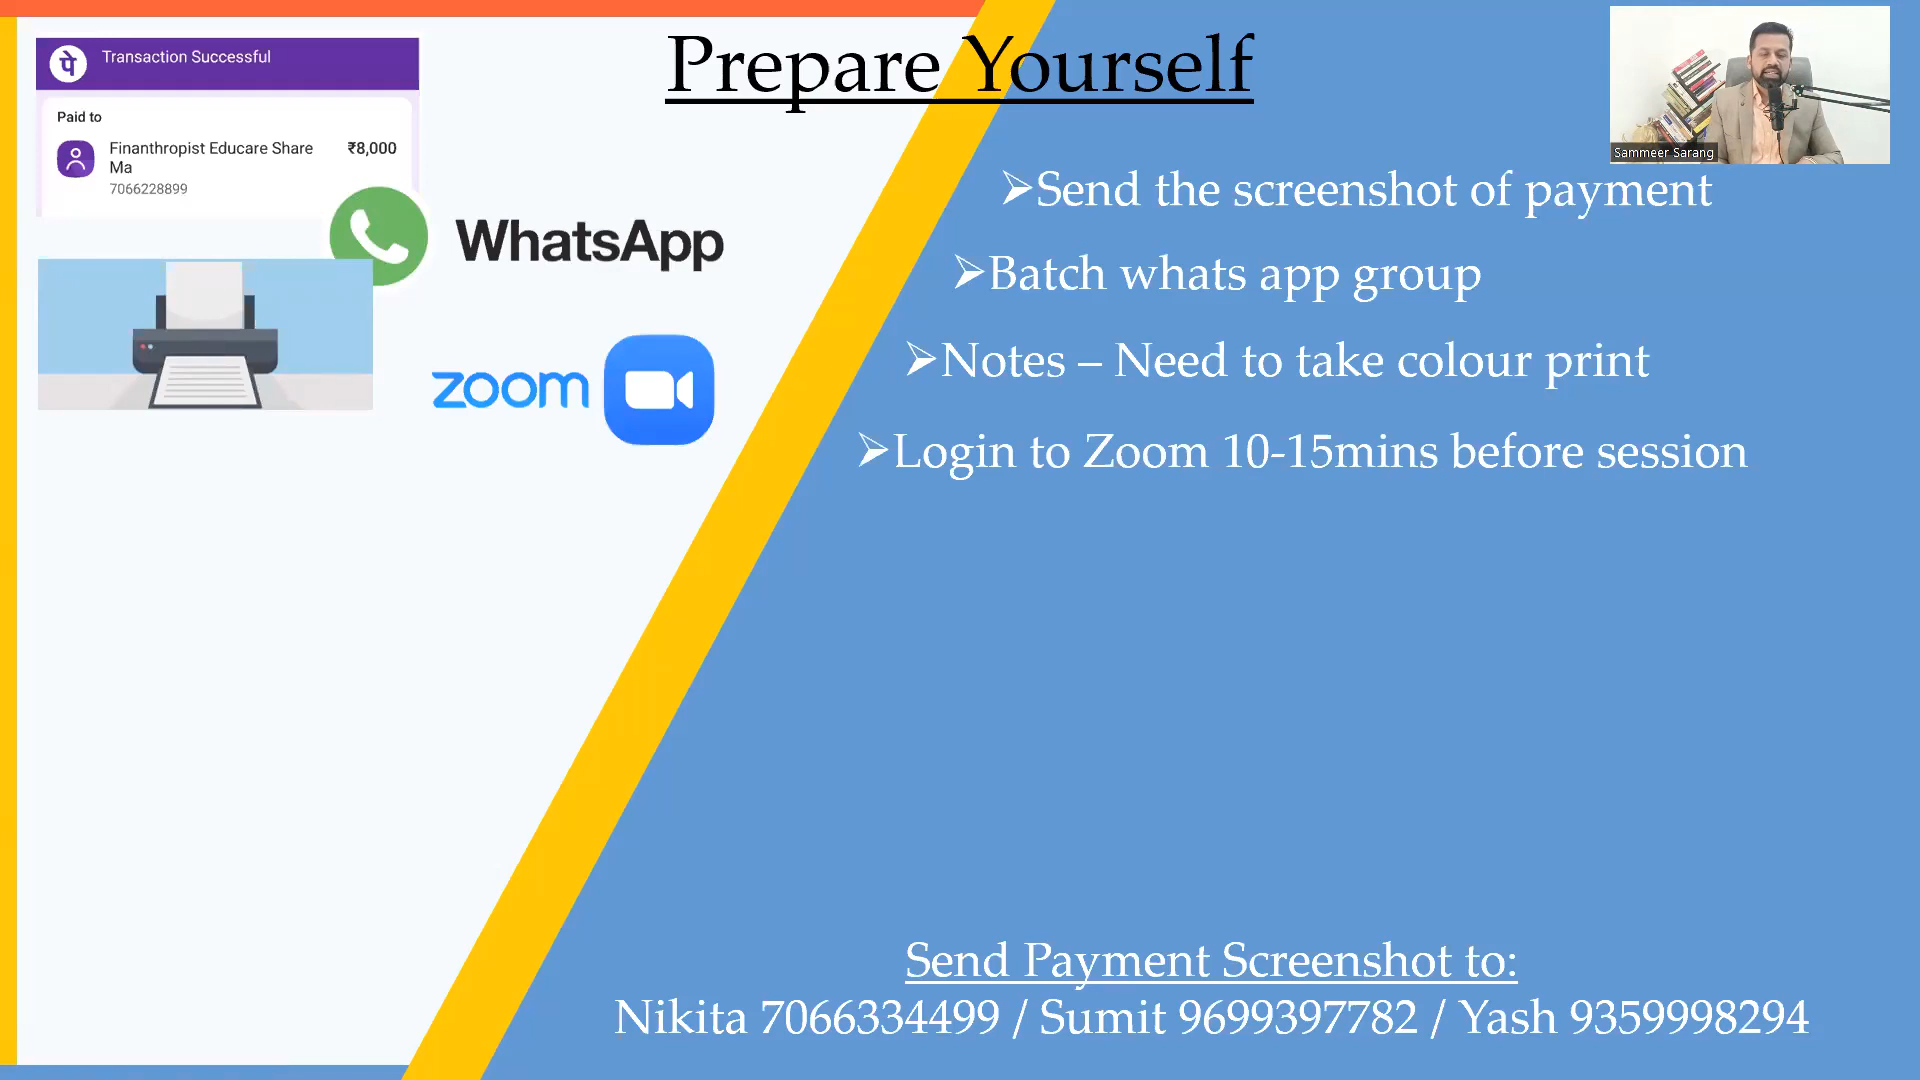 Prepare Yourself
पे Transaction Successful
Paid to
Finanthropist Educare Share Ma
₹8,000
7066228899
WhatsApp
zoom
Sammeer Sarang
➢Send the screenshot of payment
➢Batch whats app group
➢Notes – Need to take colour print
➢Login to Zoom 10-15mins before session
Send Payment Screenshot to:
Nikita 7066334499 / Sumit 9699397782 / Yash 9359998294